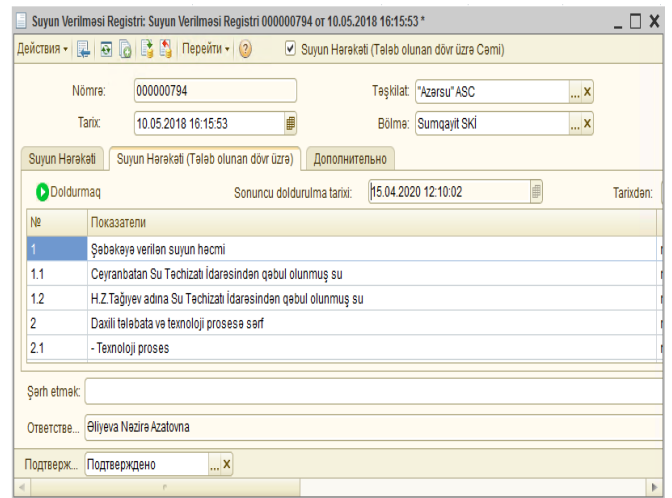 Suyun Verilməsi Registri: Suyun Verilməsi Registri 000000794 от 10.05.2018 16:15:53 *
Действия Перейти Suyun Hərəkəti (Tələb olunan dövr üzrə Cəmi)
Nömrə: 000000794 Təşkilat: "Azərsu" ASC ... x
Tarix: 10.05.2018 16:15:53 Bölmə: Sumqayit SKİ ... x
Suyun Hərəkəti Suyun Hərəkəti (Tələb olunan dövr üzrə) Дополнительно
Doldurmaq Sonuncu doldurulma tarixi: 15.04.2020 12:10:02 Tarixdən:
№ Показатели
1 Şəbəkəyə verilən suyun həcmi
1.1 Ceyranbatan Su Təchizatı İdarəsindən qəbul olunmuş su
1.2 H.Z.Tağıyev adına Su Təchizatı İdarəsindən qəbul olunmuş su
2 Daxili tələbata və texnoloji prosesə sərf
2.1 - Texnoloji proses
Şərh etmək:
Ответстве... Əliyeva Nəzirə Azatovna
Подтверж... Подтверждено ... x